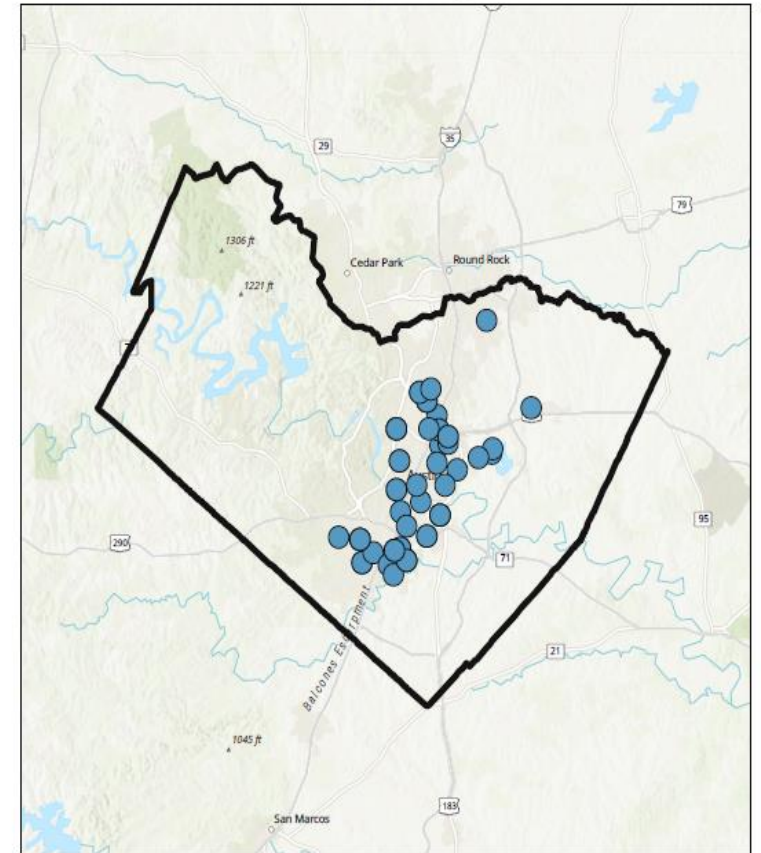 29
35
79
1306 ft
Cedar Park
Round Rock
1221 ft
95
290
71
Balcones Escarpment
21
1045 ft
183
San Marcos